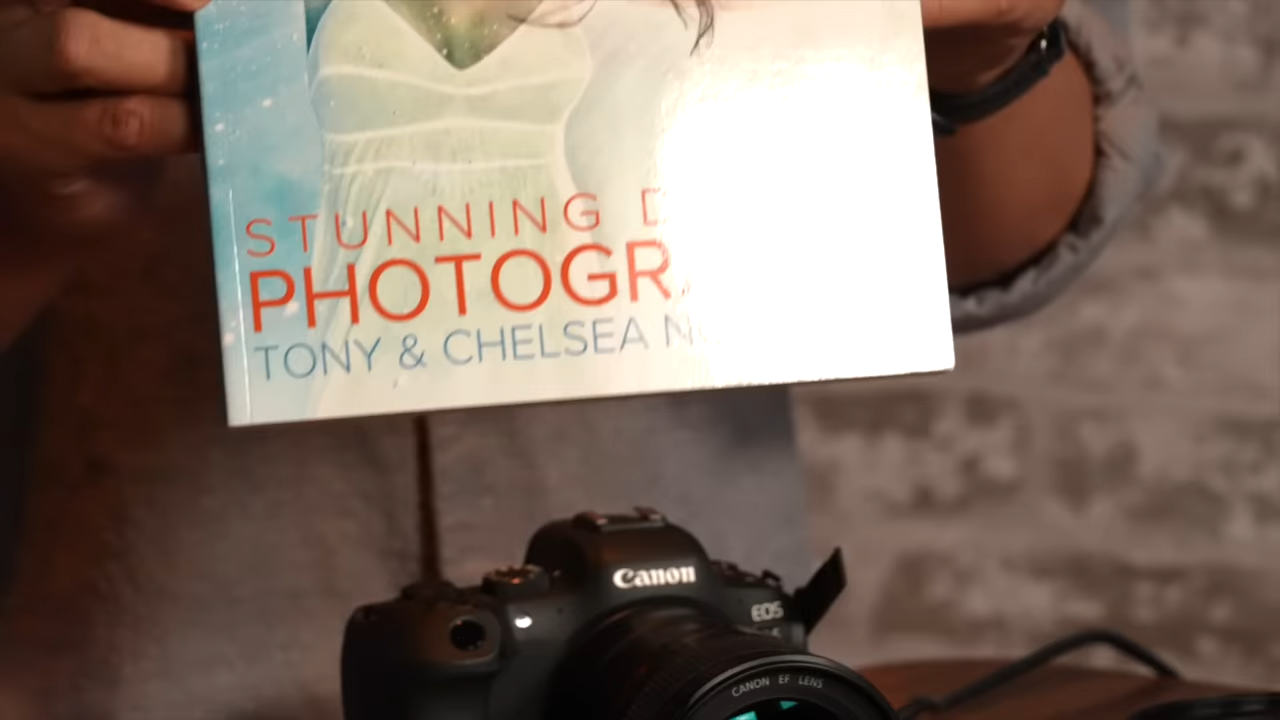 STUNNING D
PHOTOGR
TONY & CHELSEA N
Canon
EOS
CANON EF LENS